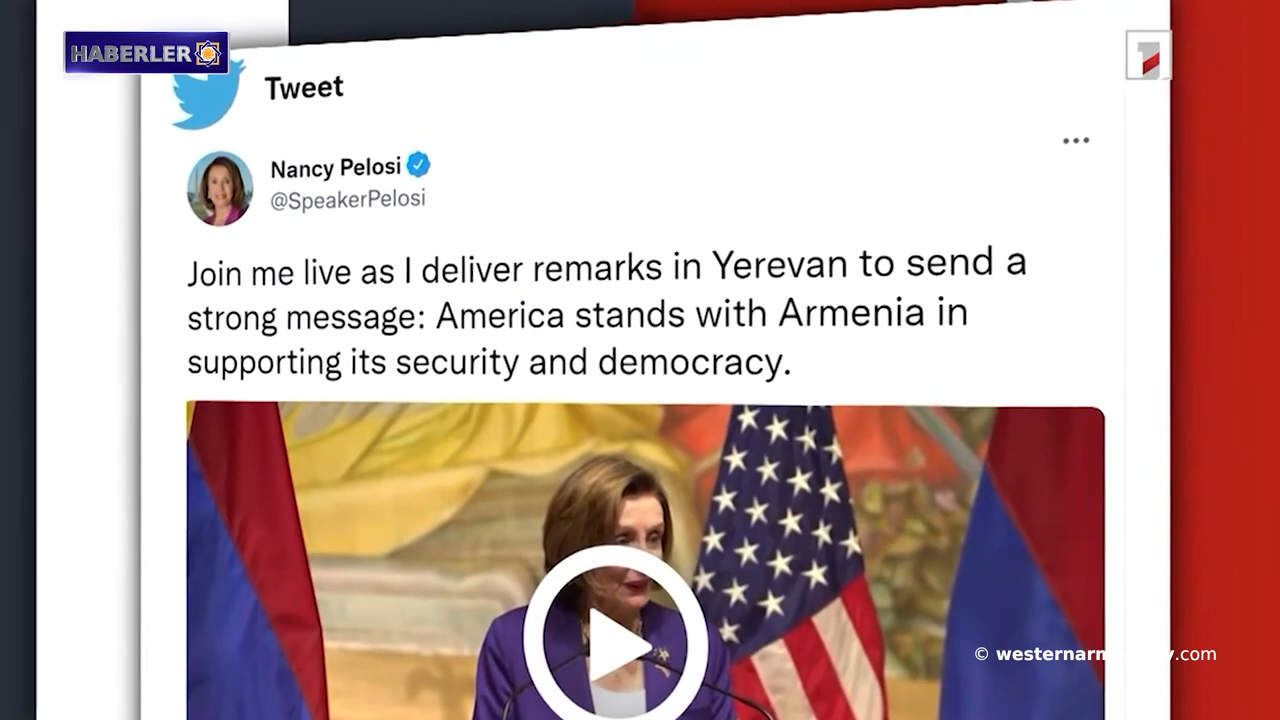 HABERLER
Tweet
Nancy Pelosi
@SpeakerPelosi
Join me live as I deliver remarks in Yerevan to send a
strong message: America stands with Armenia in
supporting its security and democracy.
.com